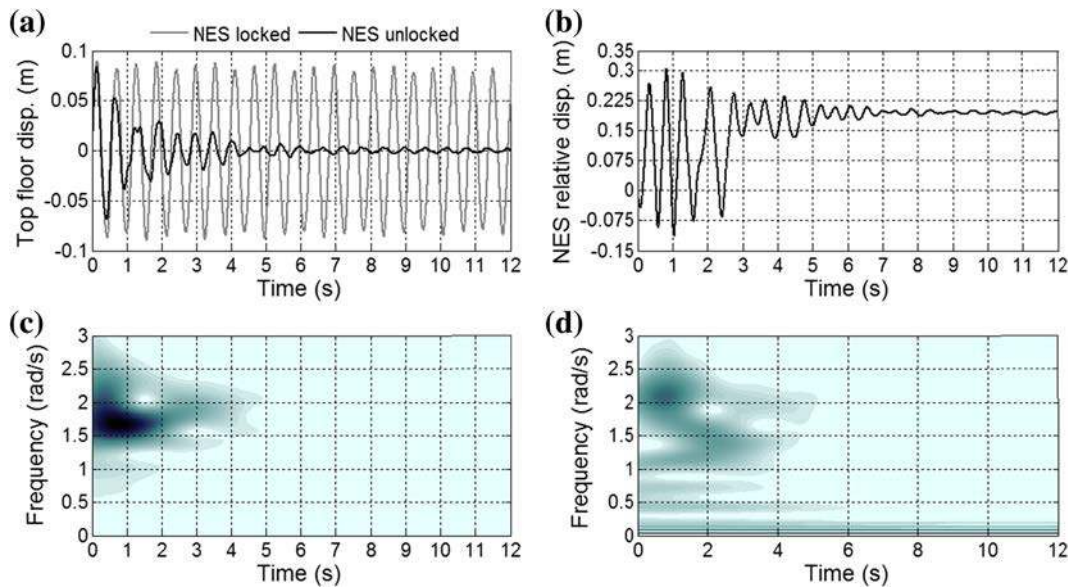 (a)
NES locked NES unlocked
Top floor disp. (m)
0.1
0.05
0
-0.05
-0.1
0 1 2 3 4 5 6 7 8 9 10 11 12
Time (s)
(b)
NES relative disp. (m)
0.35
0.3
0.225
0.15
0.075
0
-0.075
-0.15
0 1 2 3 4 5 6 7 8 9 10 11 12
Time (s)
(c)
Frequency (rad/s)
3
2.5
2
1.5
1
0.5
0
0 1 2 3 4 5 6 7 8 9 10 11 12
Time (s)
(d)
Frequency (rad/s)
3
2.5
2
1.5
1
0.5
0
0 2 4 6 8 10 12
Time (s)